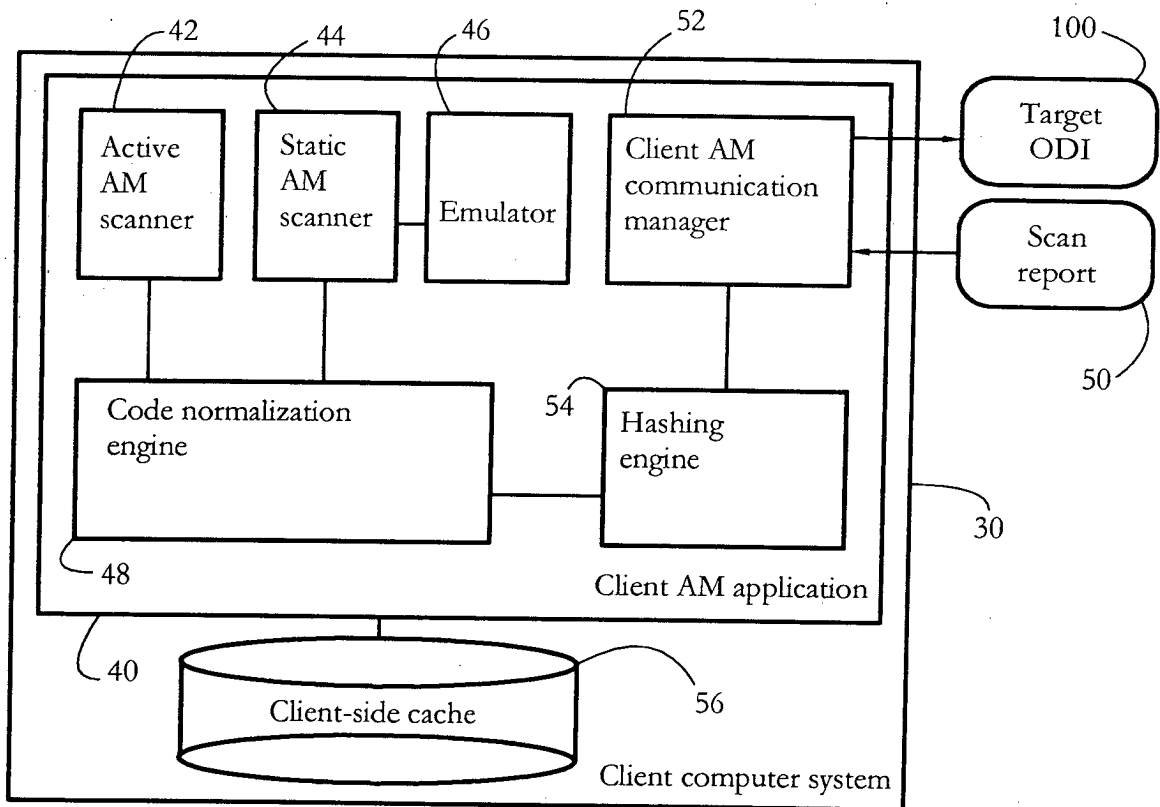 42
44
46
52
100
Active
AM
scanner
Static
AM
scanner
Emulator
Client AM
communication
manager
Target
ODI
Scan
report
50
Code normalization
engine
54
Hashing
engine
30
48
Client AM application
40
Client-side cache
56
Client computer system